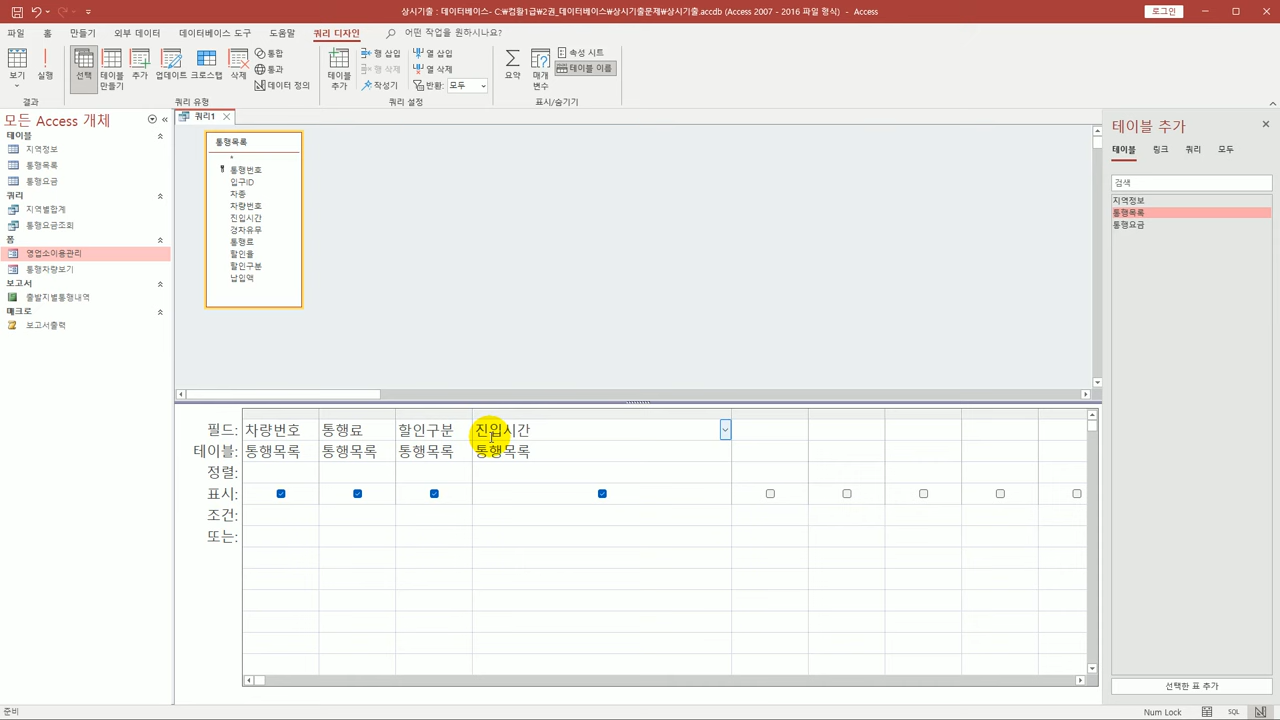 상시기술 : 데이터베이스- C:₩컴활1급₩2권_데이터베이스₩상시기출문제₩상시기술.accdb (Access 2007 - 2016 파일 형식) - Access
로그인
파일 홈 만들기 외부 데이터 데이터베이스 도구 도움말 쿼리 디자인 어떤 작업을 원하시나요?
보기
실행
결과
선택
테이블
만들기
추가
업데이트
크로스탭
삭제
통합
통과
데이터 정의
쿼리 유형
테이블
추가
행 삽입
행 삭제
작성기
열 삽입
열 삭제
반환: 모두
쿼리 설정
요약
매개
변수
속성 시트
테이블 이름
표시/숨기기
모든 Access 개체
테이블
지역정보
통행목록
통행요금
쿼리
지역별합계
통행요금조회
폼
영업소이용관리
통행차량보기
보고서
출발지별통행내역
매크로
보고서출력
쿼리1
통행목록
*
통행번호
입구ID
차종
차량번호
진입시간
경차유무
통행료
할인율
할인구분
납입액
필드: 차량번호 통행료 할인구분 진입시간
테이블: 통행목록 통행목록 통행목록 통행목록
정렬:
표시:
조건:
또는:
테이블 추가
테이블 링크 쿼리 모두
검색
지역정보
통행목록
통행요금
선택한 표 추가
준비
Num Lock
SQL